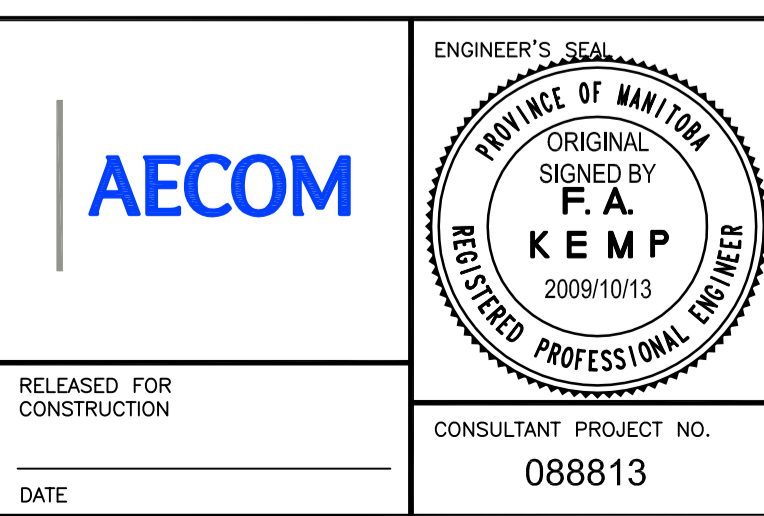 AECOM
RELEASED FOR
CONSTRUCTION
DATE
ENGINEER'S SEAL
PROVINCE OF MANITOBA
ORIGINAL
SIGNED BY
F. A.
KEMP
2009/10/13
REGISTERED PROFESSIONAL ENGINEER
CONSULTANT PROJECT NO.
088813